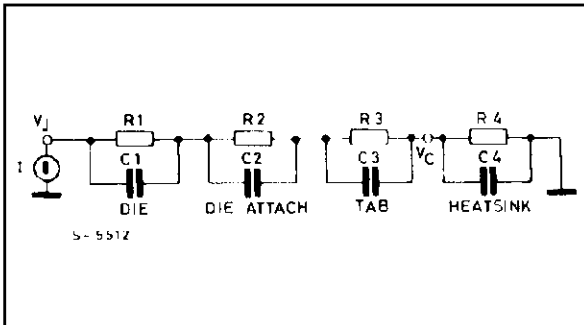 R1 R2 R3 R4
VJ VC
I C1 C2 C3 C4
DIE DIE ATTACH TAB HEATSINK
S-5512